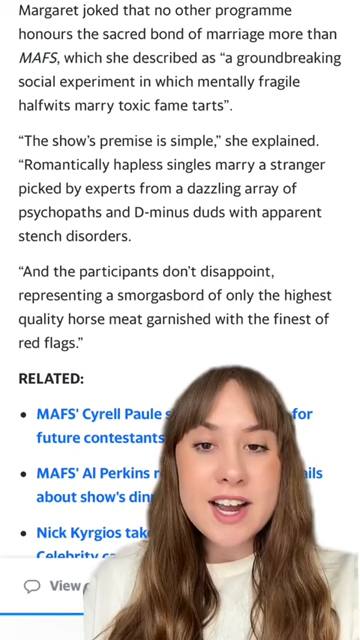 Margaret joked that no other programme
honours the sacred bond of marriage more than
MAFS, which she described as “a groundbreaking
social experiment in which mentally fragile
halfwits marry toxic fame tarts”.
“The show’s premise is simple,” she explained.
“Romantically hapless singles marry a stranger
picked by experts from a dazzling array of
psychopaths and D-minus duds with apparent
stench disorders.
“And the participants don’t disappoint,
representing a smorgasbord of only the highest
quality horse meat garnished with the finest of
red flags.”
RELATED:
MAFS' Cyrell Paule for
future contestants
MAFS' Al Perkins
about show's
Nick Kyrgios
Celebrity
View